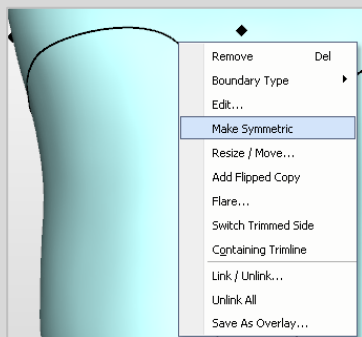 Remove Del
Boundary Type
Edit...
Make Symmetric
Resize / Move...
Add Flipped Copy
Flare...
Switch Trimmed Side
Containing Trimline
Link / Unlink...
Unlink All
Save As Overlay...